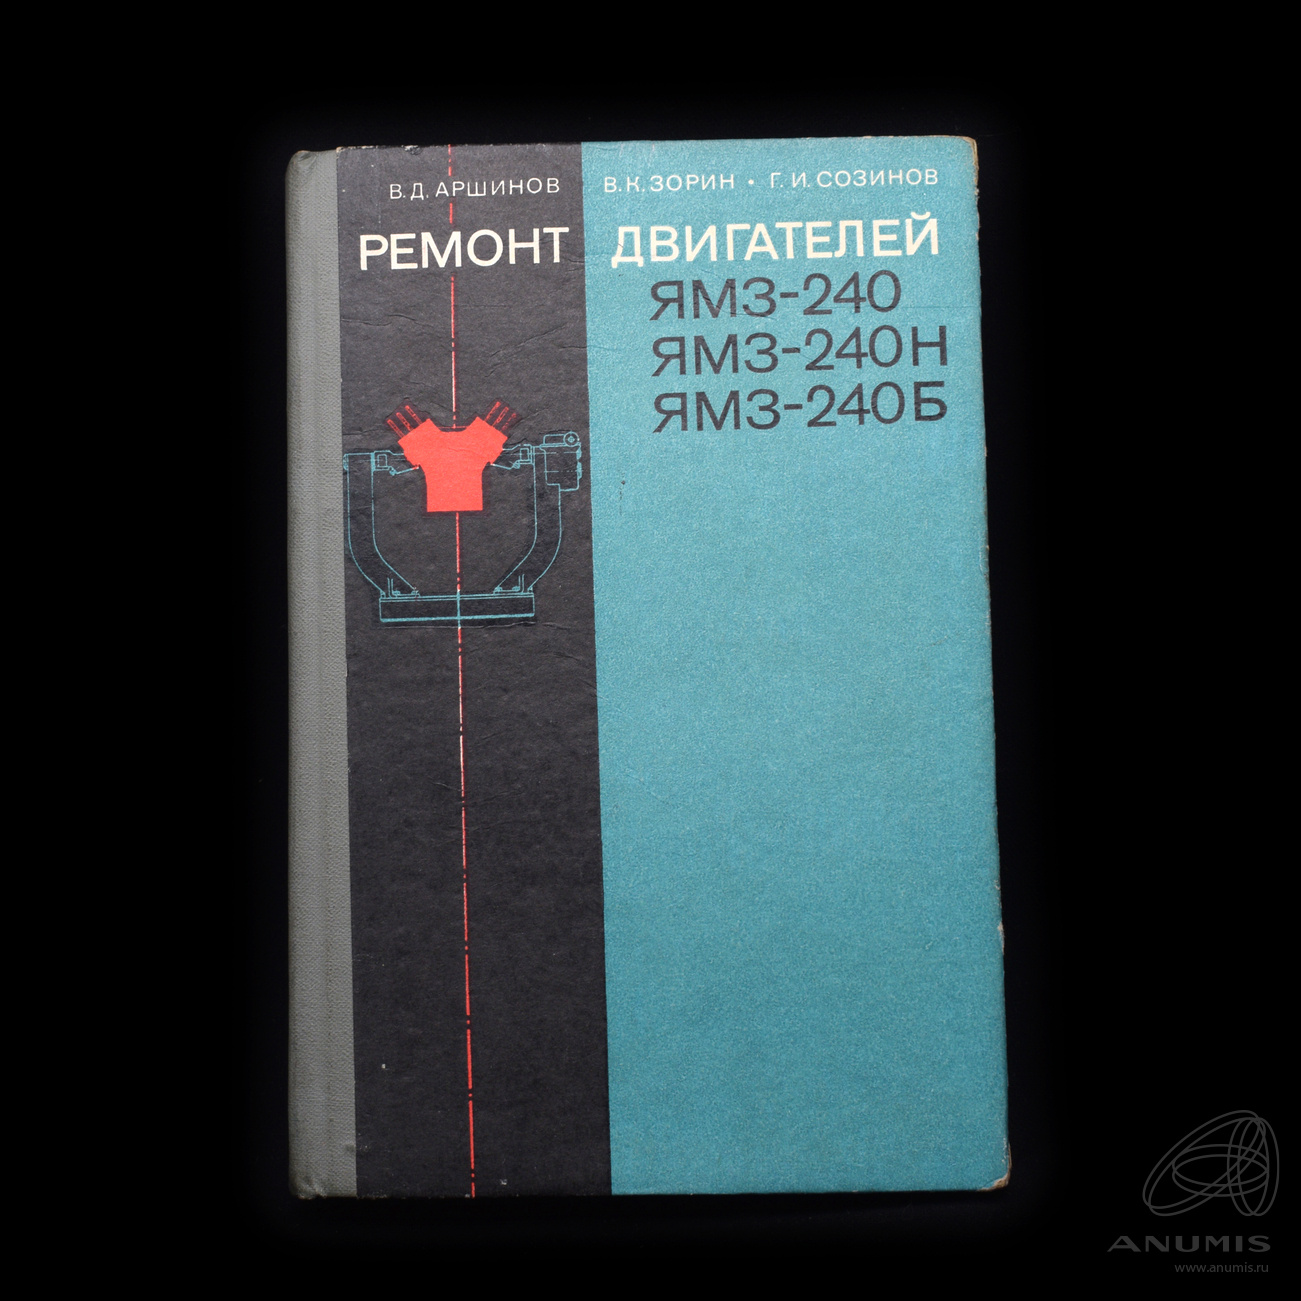 В. Д. АРШИНОВ В. К. ЗОРИН • Г. И. СОЗИНОВ
РЕМОНТ ДВИГАТЕЛЕЙ
ЯМЗ-240
ЯМЗ-240Н
ЯМЗ-240Б
ANUMIS
www.anumis.ru